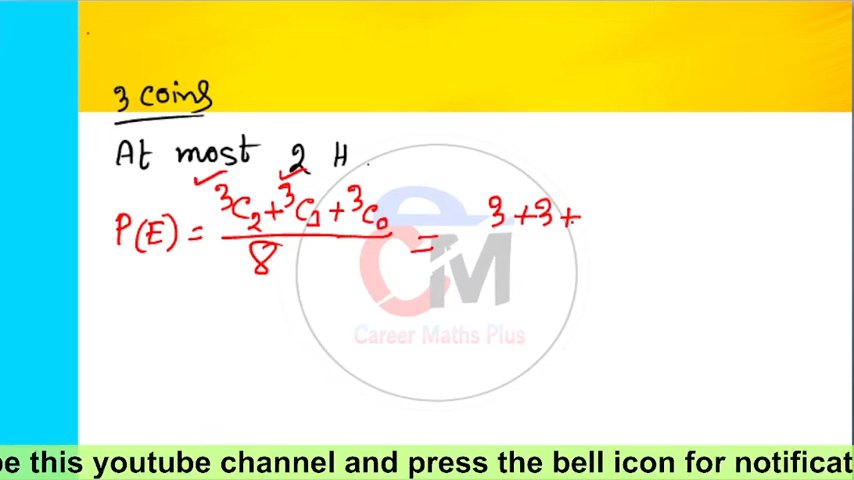 3 coins
At most 2 H.
P(E) = ³C₂ + ³C₁ + ³C₀ / 8 = 3 + 3 +
CM
Career Maths Plus
be this youtube channel and press the bell icon for notificat